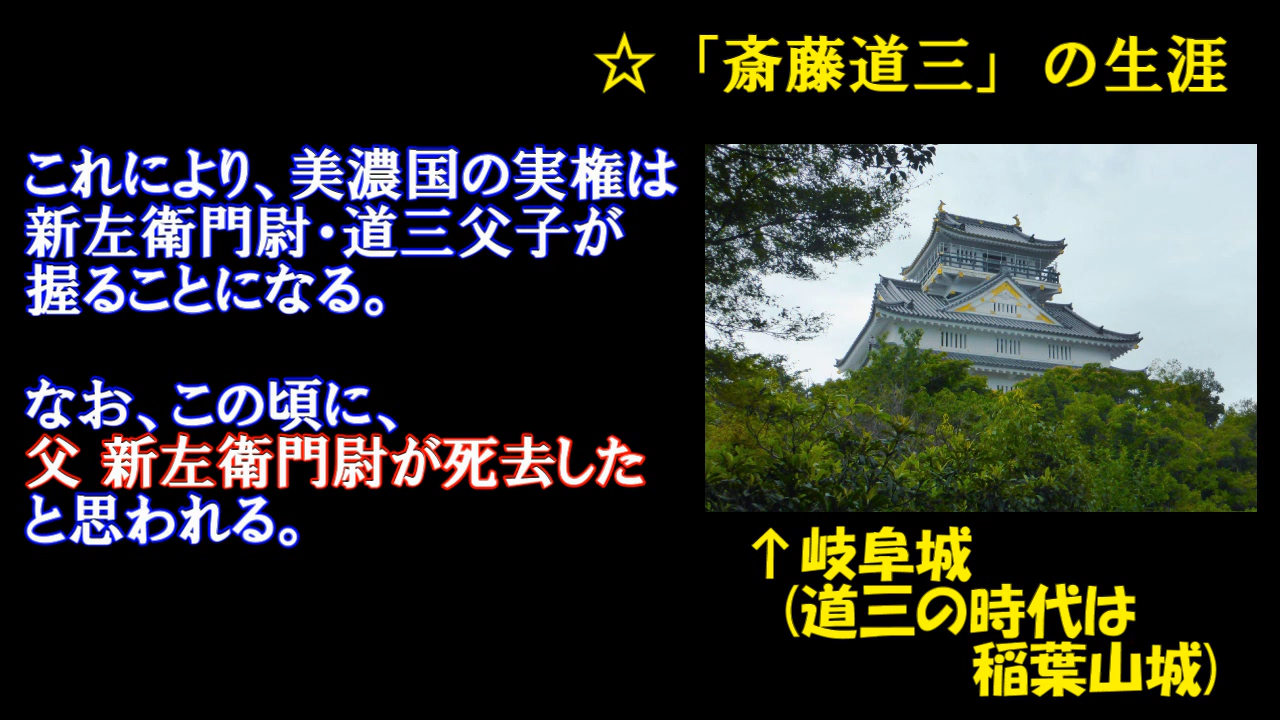 ☆「斎藤道三」の生涯
これにより、美濃国の実権は
新左衛門尉・道三父子が
握ることになる。
なお、この頃に、
父 新左衛門尉が死去した
と思われる。
↑岐阜城
(道三の時代は
稲葉山城)